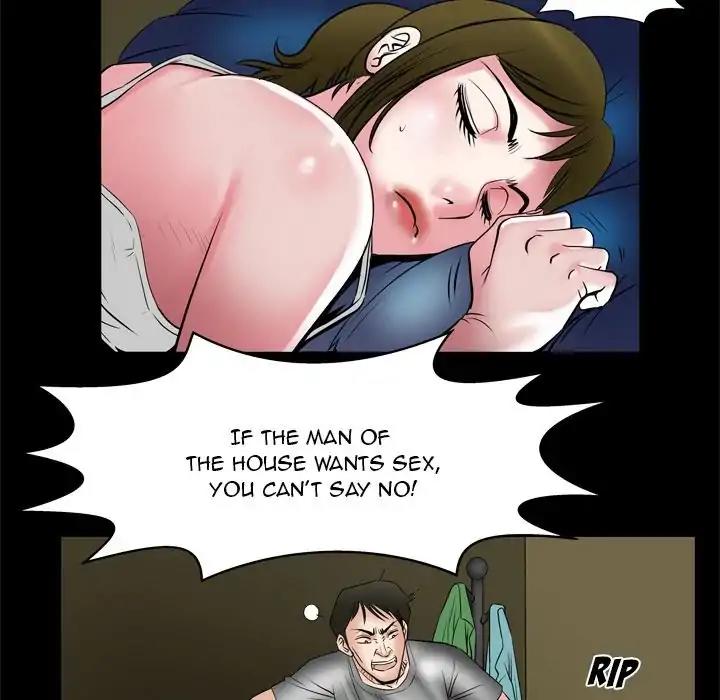 IF THE MAN OF
THE HOUSE WANTS SEX,
YOU CAN'T SAY NO!
RIP